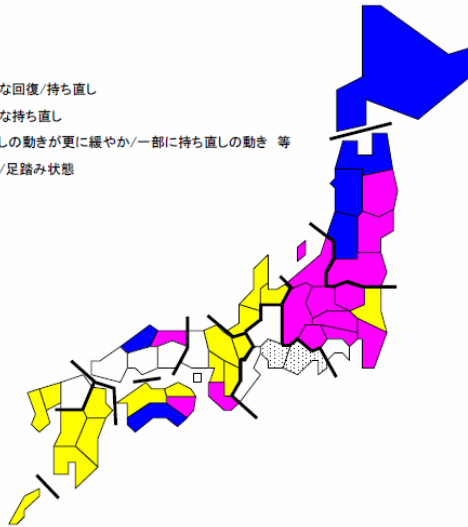 な回復/持ち直し
な持ち直し
しの動きが更に緩やか/一部に持ち直しの動き 等
/足踏み状態